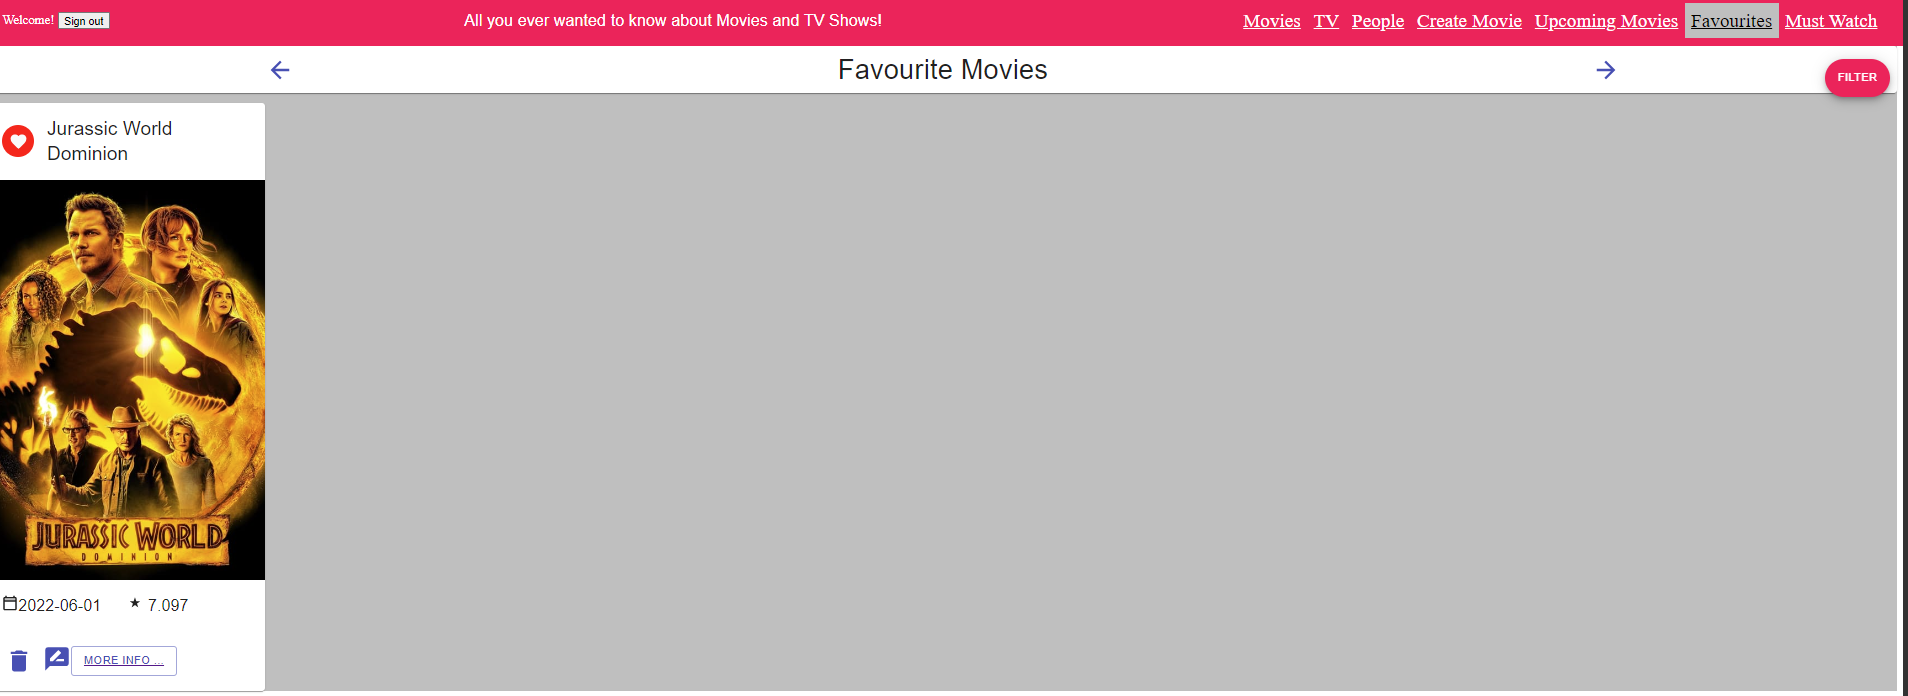 Welcome! Sign out
All you ever wanted to know about Movies and TV Shows!
Movies TV People Create Movie Upcoming Movies Favourites Must Watch
Favourite Movies
FILTER
Jurassic World
Dominion
JURASSIC WORLD
DOMINION
2022-06-01 7.097
MORE INFO ...